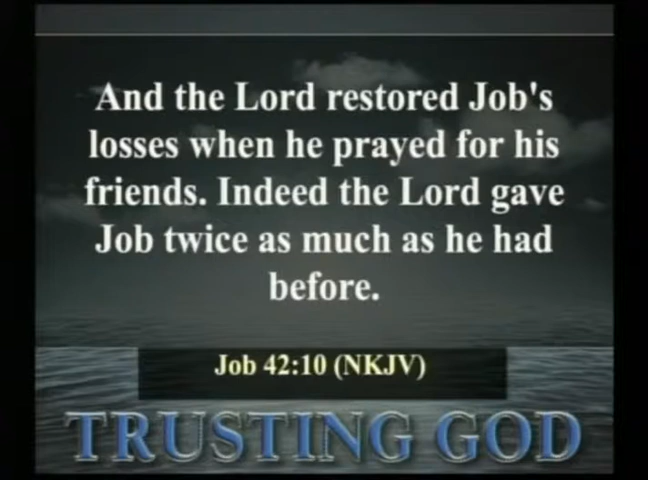 And the Lord restored Job's
losses when he prayed for his
friends. Indeed the Lord gave
Job twice as much as he had
before.
Job 42:10 (NKJV)
TRUSTING GOD